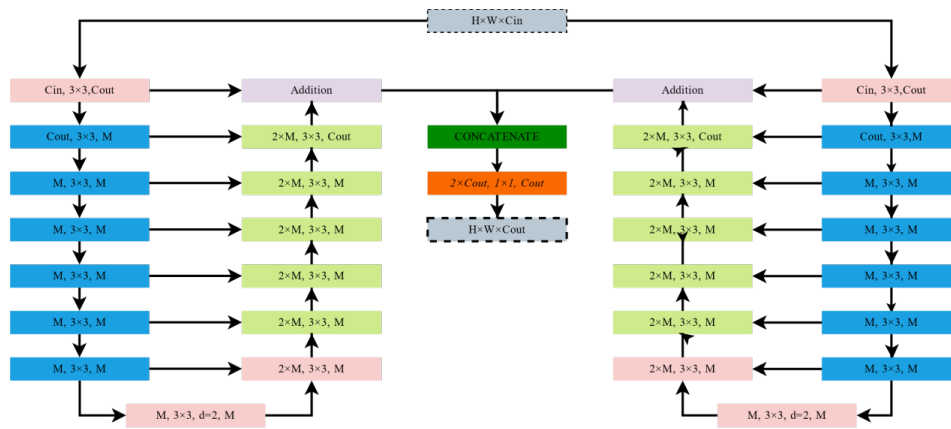 H×W×Cin
Cin, 3×3,Cout
Addition
Addition
Cin, 3×3,Cout
Cout, 3×3, M
2×M, 3×3, Cout
CONCATENATE
2×M, 3×3, Cout
Cout, 3×3,M
M, 3×3, M
2×M, 3×3, M
2×Cout, 1×1, Cout
2×M, 3×3, M
M, 3×3, M
M, 3×3, M
2×M, 3×3, M
H×W×Cout
2×M, 3×3, M
M, 3×3, M
M, 3×3, M
2×M, 3×3, M
2×M, 3×3, M
M, 3×3, M
M, 3×3, M
2×M, 3×3, M
2×M, 3×3, M
M, 3×3, M
M, 3×3, M
2×M, 3×3, M
2×M, 3×3, M
M, 3×3, M
M, 3×3, d=2, M
M, 3×3, d=2, M